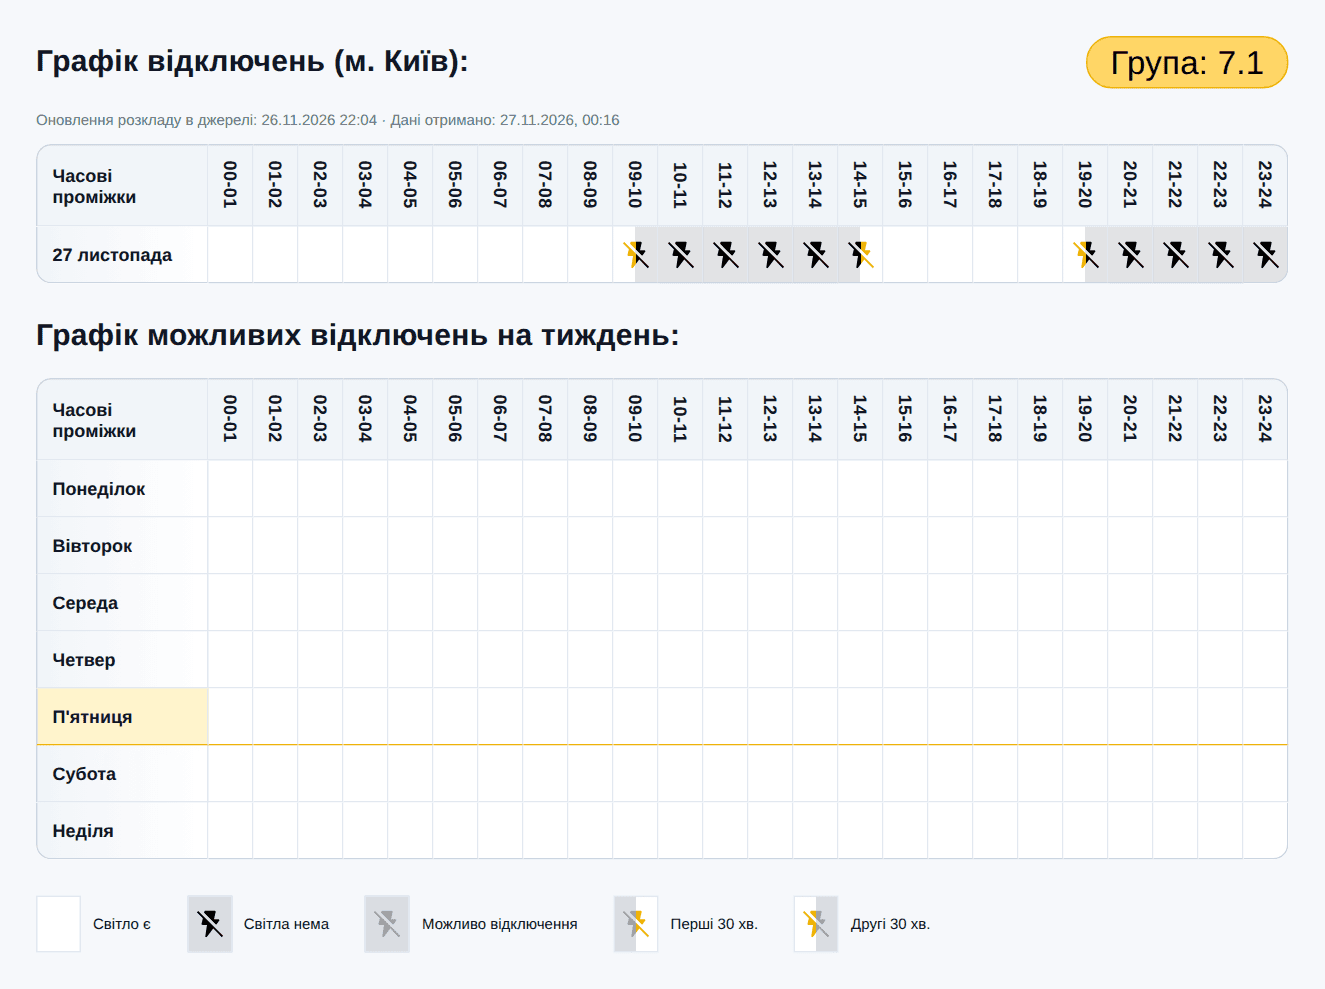 Графік відключень (м. Київ):
Група: 7.1
Оновлення розкладу в джерелі: 26.11.2026 22:04 · Дані отримано: 27.11.2026, 00:16
Часові
проміжки
00-01 01-02 02-03 03-04 04-05 05-06 06-07 07-08 08-09 09-10 10-11 11-12 12-13 13-14 14-15 15-16 16-17 17-18 18-19 19-20 20-21 21-22 22-23 23-24
27 листопада
Графік можливих відключень на тиждень:
Часові
проміжки
00-01 01-02 02-03 03-04 04-05 05-06 06-07 07-08 08-09 09-10 10-11 11-12 12-13 13-14 14-15 15-16 16-17 17-18 18-19 19-20 20-21 21-22 22-23 23-24
Понеділок
Вівторок
Середа
Четвер
П'ятниця
Субота
Неділя
Світло є Світла нема Можливо відключення Перші 30 хв. Другі 30 хв.